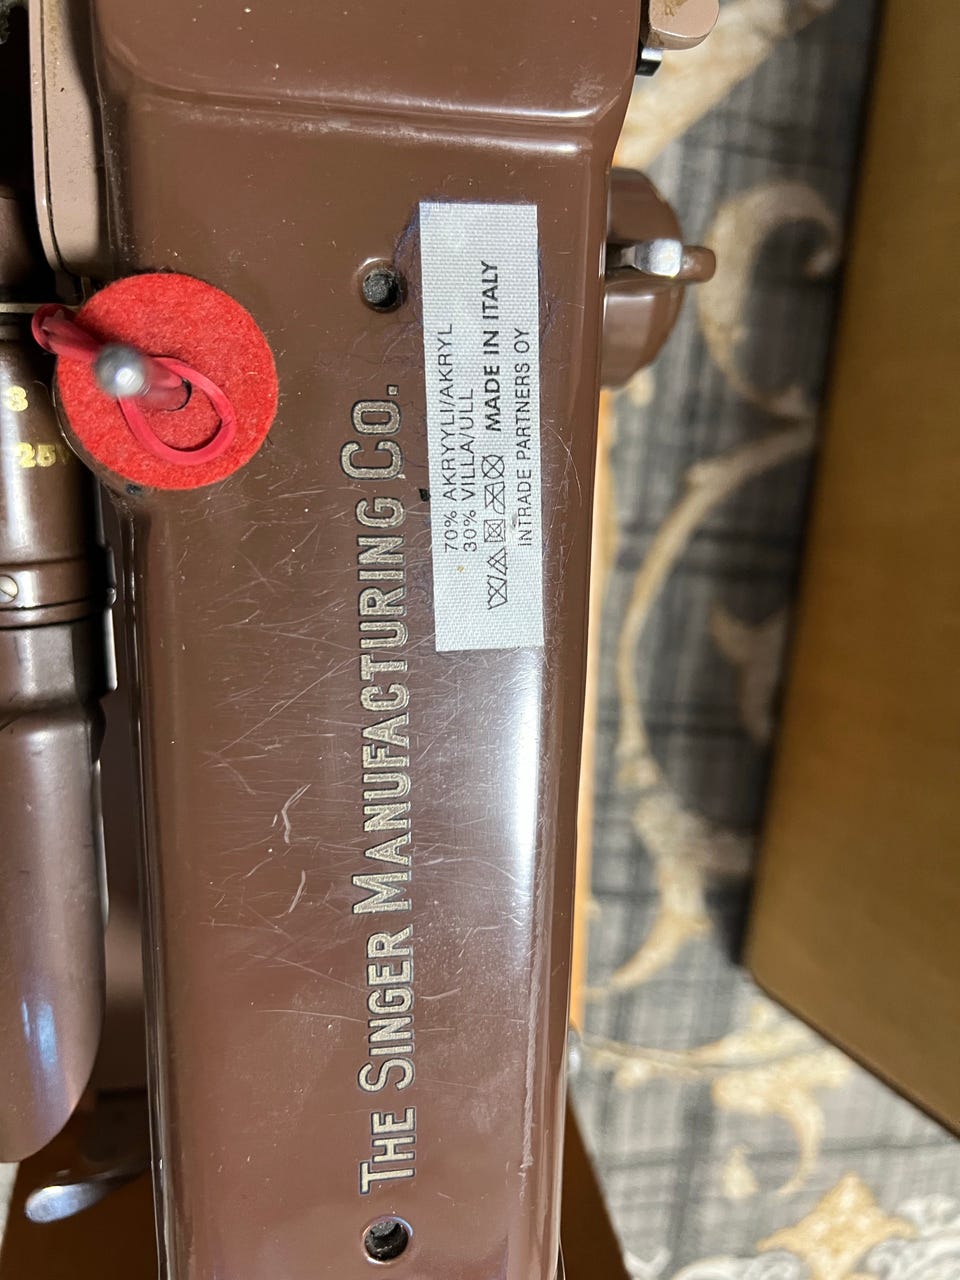 THE SINGER MANUFACTURING CO.
70% AKRYYLI/AKRYL
30% VILLA/ULL
MADE IN ITALY
INTRADE PARTNERS OY